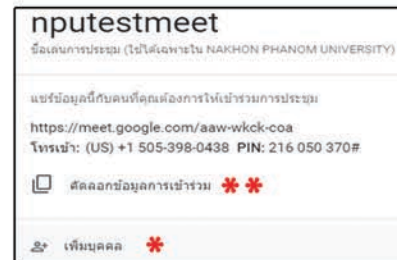 nputestmeet
ชื่อเล่นการประชุม (ใช้ได้เฉพาะใน NAKHON PHANOM UNIVERSITY)
แชร์ข้อมูลนี้กับคนที่คุณต้องการให้เข้าร่วมการประชุม
https://meet.google.com/aaw-wkck-coa
โทรเข้า: (US) +1 505-398-0438 PIN: 216 050 370#
คัดลอกข้อมูลการเข้าร่วม **
เพิ่มบุคคล *